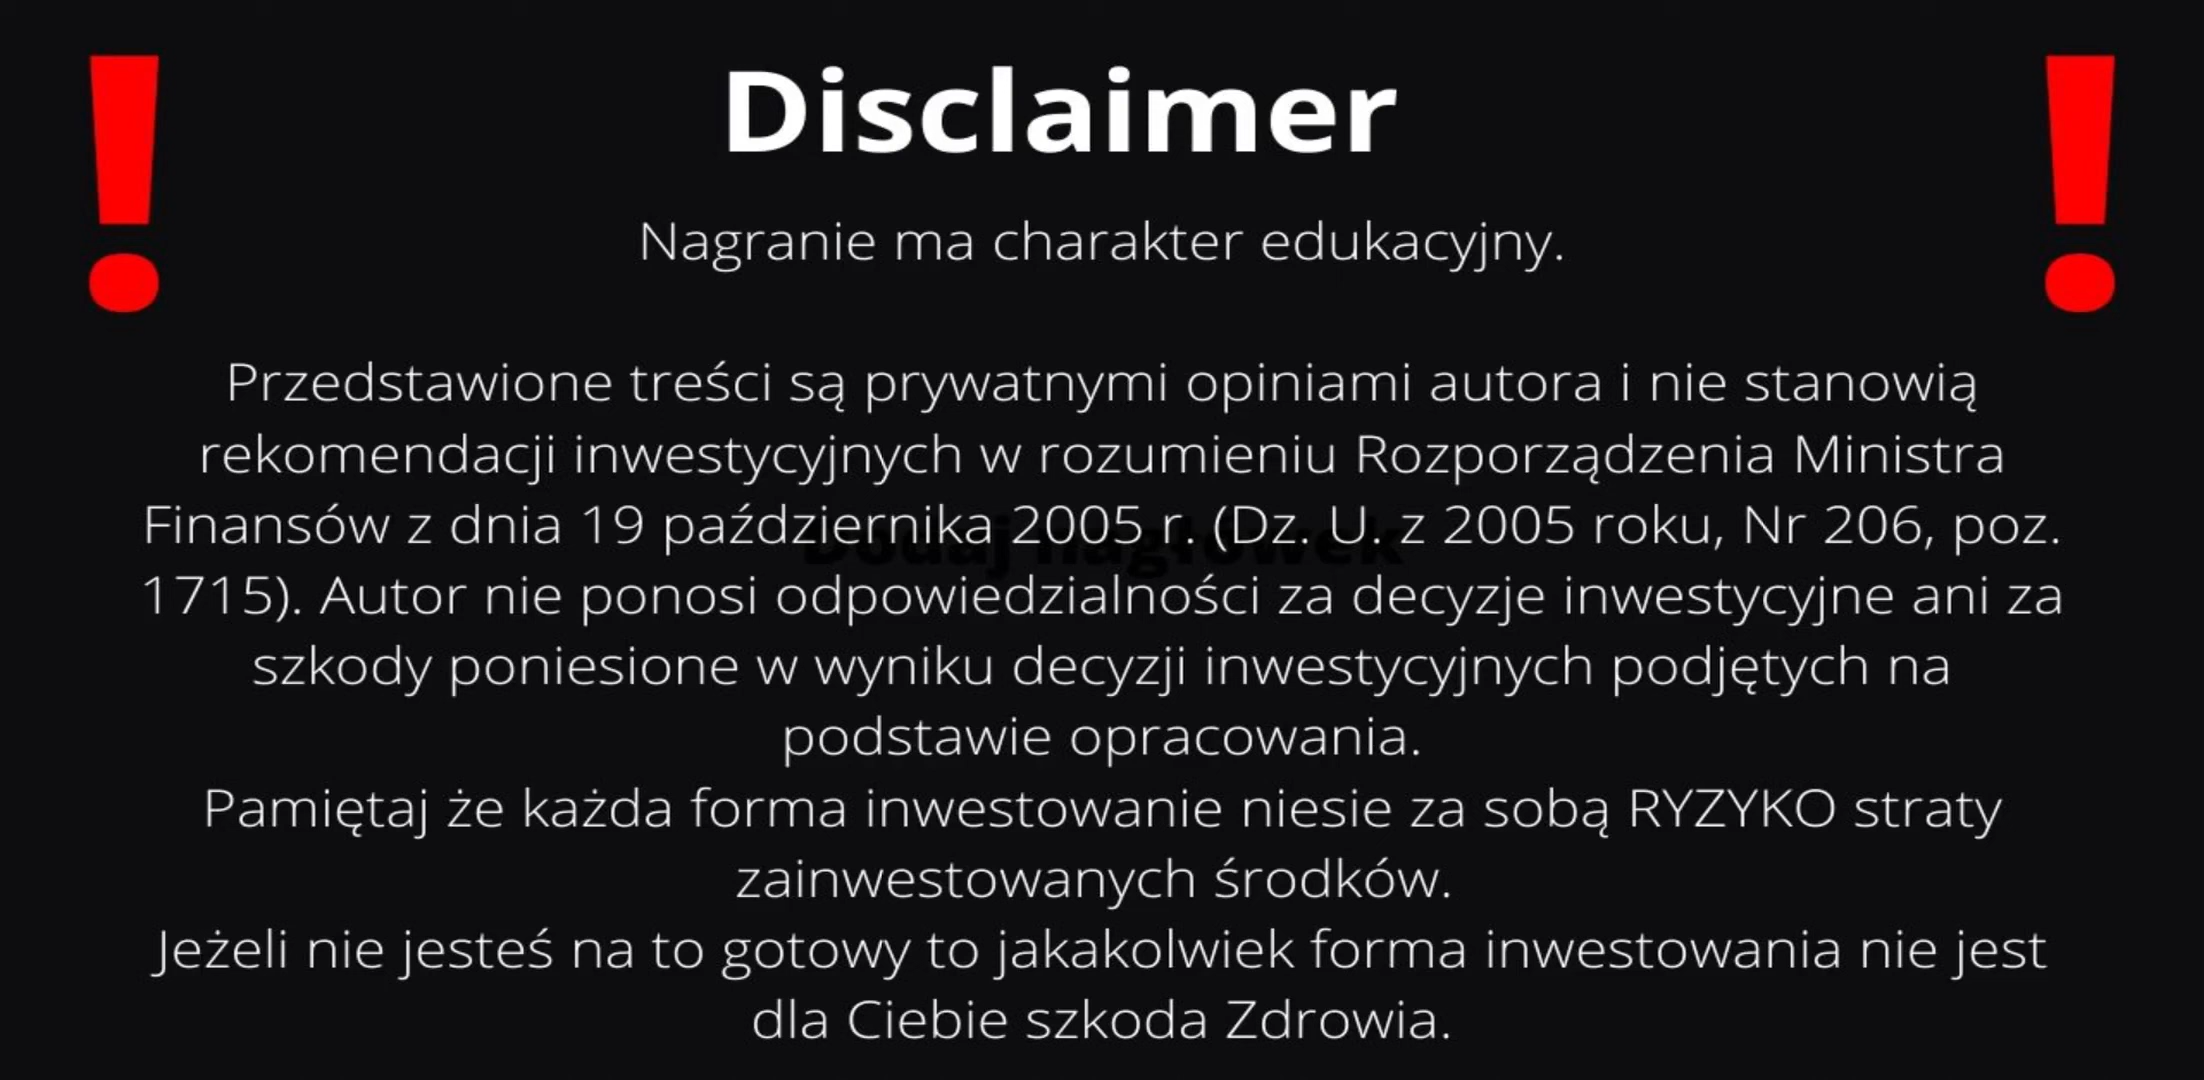 Disclaimer
Nagranie ma charakter edukacyjny.
Przedstawione treści są prywatnymi opiniami autora i nie stanowią
rekomendacji inwestycyjnych w rozumieniu Rozporządzenia Ministra
Finansów z dnia 19 października 2005 r. (Dz. U. z 2005 roku, Nr 206, poz.
Dodaj nagłówek
1715). Autor nie ponosi odpowiedzialności za decyzje inwestycyjne ani za
szkody poniesione w wyniku decyzji inwestycyjnych podjętych na
podstawie opracowania.
Pamiętaj że każda forma inwestowanie niesie za sobą RYZYKO straty
zainwestowanych środków.
Jeżeli nie jesteś na to gotowy to jakakolwiek forma inwestowania nie jest
dla Ciebie szkoda Zdrowia.
! !